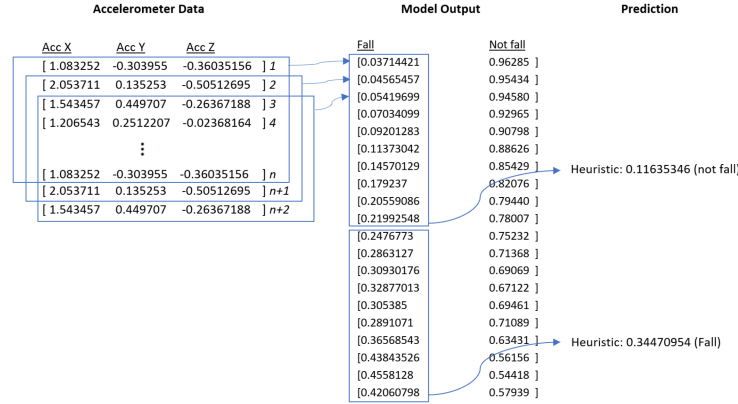 Accelerometer Data Model Output Prediction
Acc X Acc Y Acc Z
[ 1.083252 -0.303955 -0.36035156 ] 1
[ 2.053711 0.135253 -0.50512695 ] 2
[ 1.543457 0.449707 -0.26367188 ] 3
[ 1.206543 0.2512207 -0.02368164 ] 4
⋮
[ 1.083252 -0.303955 -0.36035156 ] n
[ 2.053711 0.135253 -0.50512695 ] n+1
[ 1.543457 0.449707 -0.26367188 ] n+2
Fall Not fall
[0.03714421 0.96285 ]
[0.04565457 0.95434 ]
[0.05419699 0.94580 ]
[0.07034099 0.92965 ]
[0.09201283 0.90798 ]
[0.11373042 0.88626 ]
[0.14570129 0.85429 ]
[0.179237 0.82076 ]
[0.20559086 0.79440 ]
[0.21992548 0.78007 ]
[0.2476773 0.75232 ]
[0.2863127 0.71368 ]
[0.30930176 0.69069 ]
[0.32877013 0.67122 ]
[0.305385 0.69461 ]
[0.2891071 0.71089 ]
[0.36568543 0.63431 ]
[0.43843526 0.56156 ]
[0.4558128 0.54418 ]
[0.42060798 0.57939 ]
Heuristic: 0.11635346 (not fall)
Heuristic: 0.34470954 (Fall)